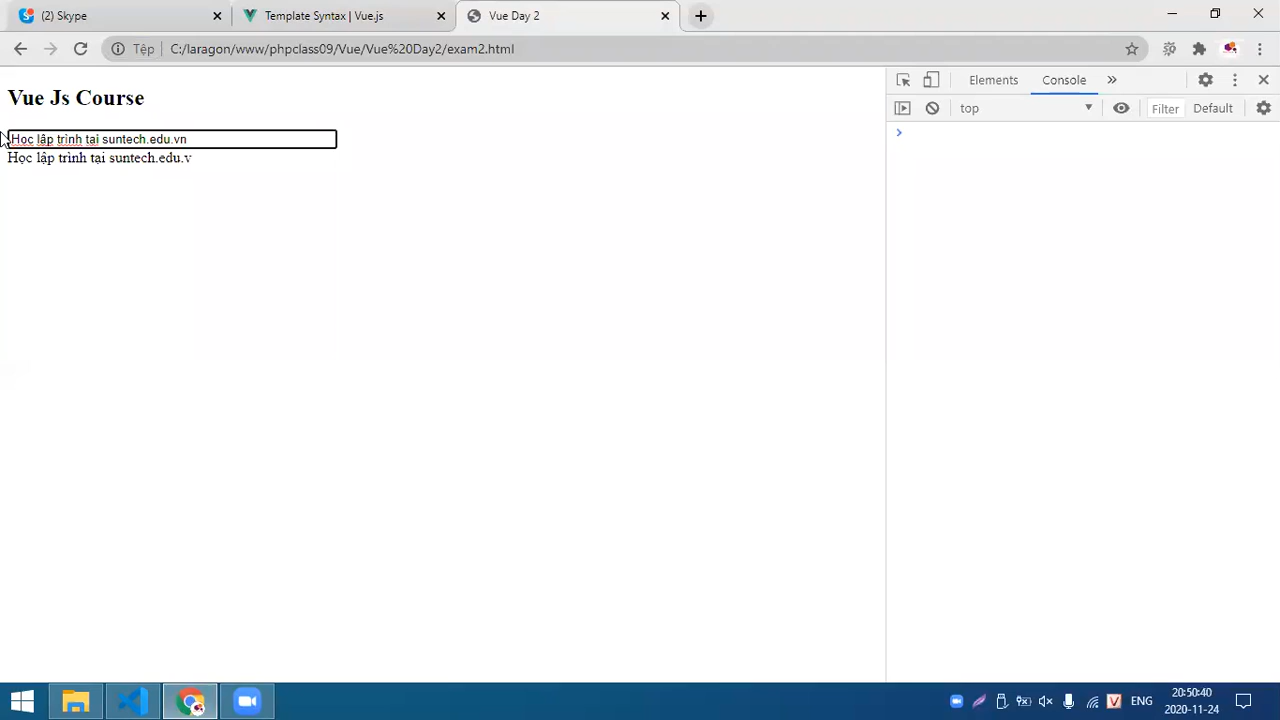 (2) Skype
Template Syntax | Vue.js
Vue Day 2
Tệp
C:/laragon/www/phpclass09/Vue/Vue%20Day2/exam2.html
Elements
Console
Vue Js Course
top
Filter
Default
Học lập trình tại suntech.edu.vn
Học lập trình tại suntech.edu.v
V
ENG
20:50:40
2020-11-24